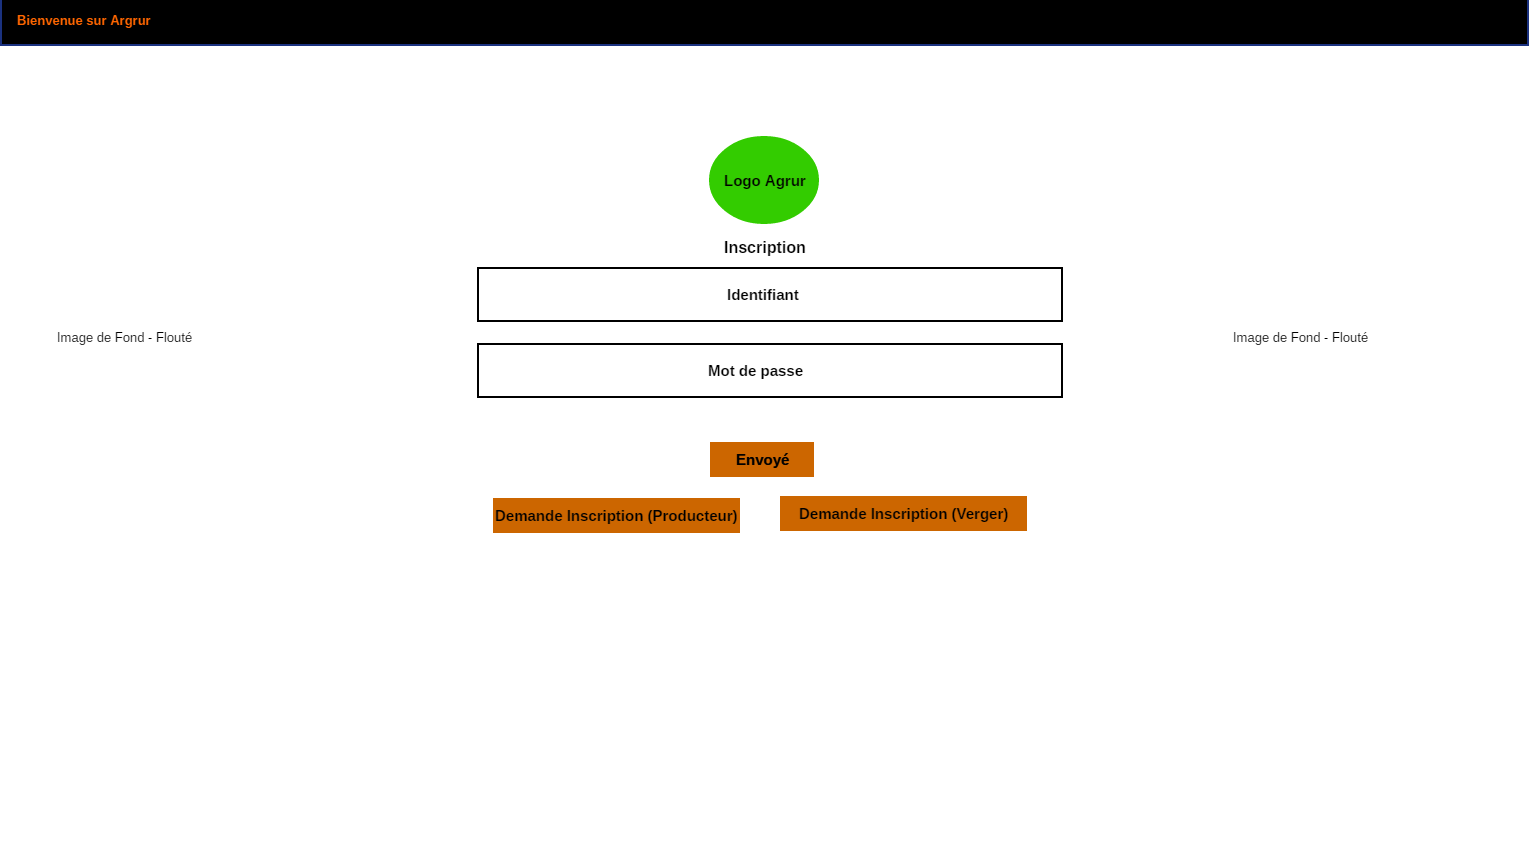 Bienvenue sur Argrur
Logo Agrur
Inscription
Identifiant
Image de Fond - Flouté
Image de Fond - Flouté
Mot de passe
Envoyé
Demande Inscription (Producteur)
Demande Inscription (Verger)